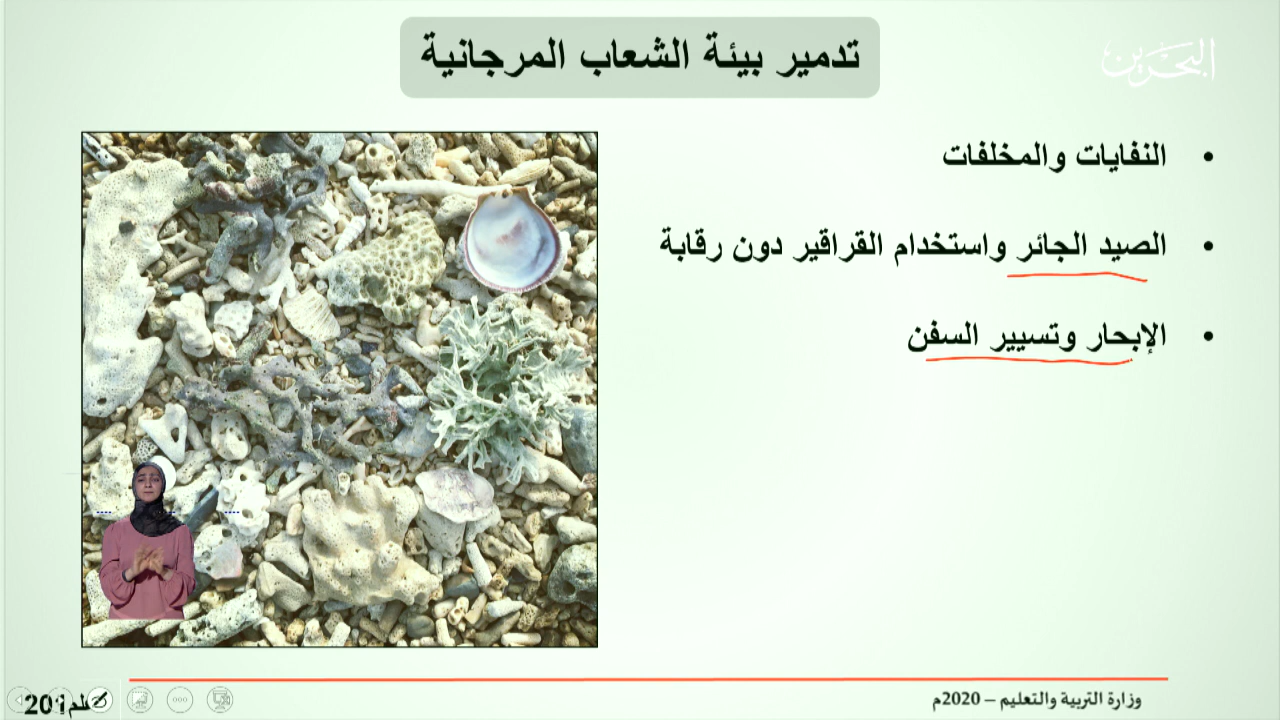 تدمير بيئة الشعاب المرجانية
البحرين
• النفايات والمخلفات
• الصيد الجائر واستخدام القراقير دون رقابة
• الإبحار وتسيير السفن
وزارة التربية والتعليم – 2020م